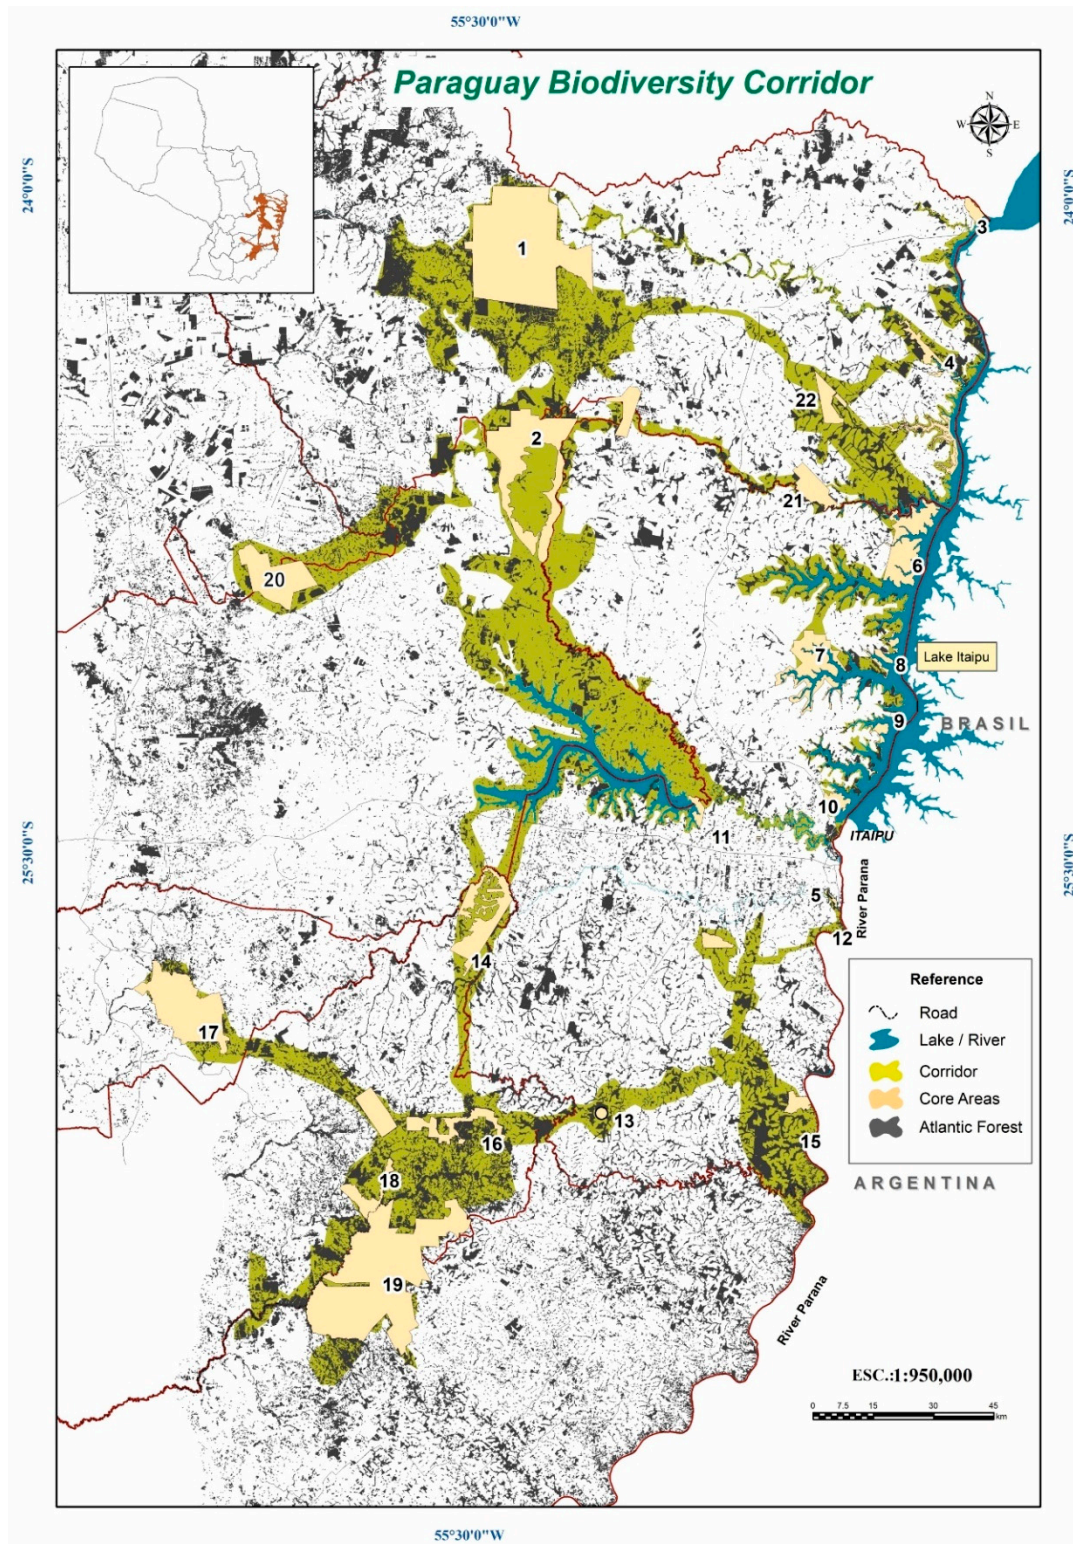 55°30'0"W
Paraguay Biodiversity Corridor
N
W
E
S
24°0'0"S
24°0'0"S
1
3
4
22
2
21
20
6
7
8
Lake Itaipu
9
BRASIL
10
ITAIPU
11
25°30'0"S
25°30'0"S
5
River Parana
12
14
17
13
16
15
18
19
Reference
Road
Lake / River
Corridor
Core Areas
Atlantic Forest
ARGENTINA
River Parana
ESC.:1:950,000
0 7.5 15 30 45
km
55°30'0"W